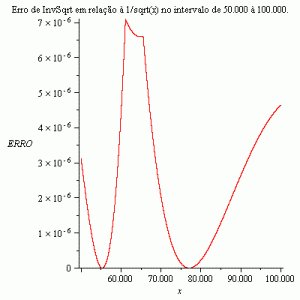 Erro de InvSqrt em relação à 1/sqrt(x) no intervalo de 50.000 à 100.000.
7 × 10⁻⁶
6 × 10⁻⁶
5 × 10⁻⁶
4 × 10⁻⁶
ERRO
3 × 10⁻⁶
2 × 10⁻⁶
1 × 10⁻⁶
0
60.000 70.000 80.000 90.000 100.000
x